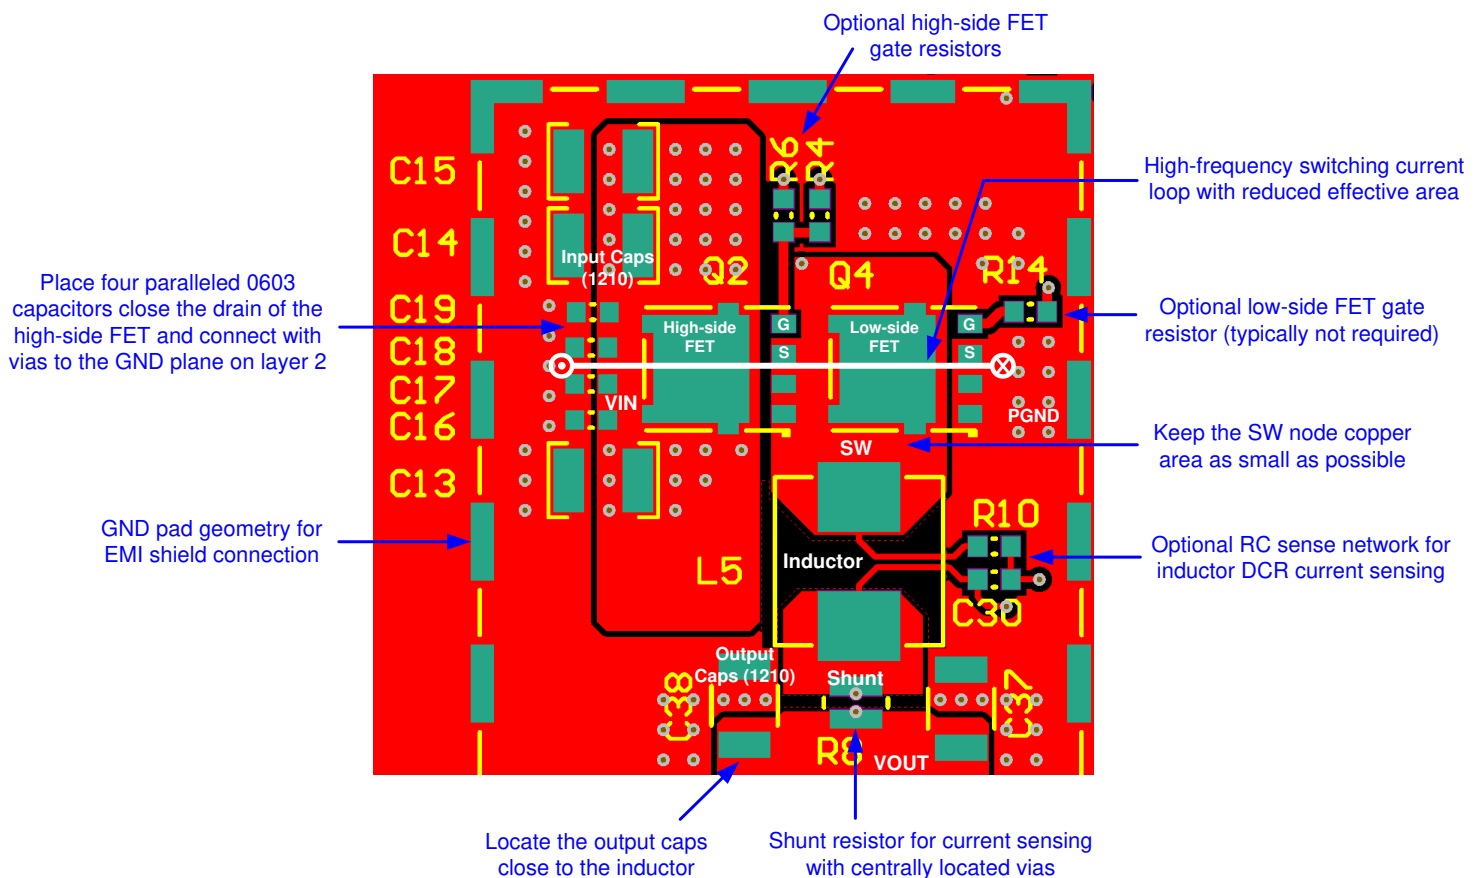 Optional high-side FET
gate resistors
C15
R6
R4
High-frequency switching current
loop with reduced effective area
C14
Input Caps
(1210)
Q2
Q4
R14
Place four paralleled 0603
capacitors close the drain of the
high-side FET and connect with
vias to the GND plane on layer 2
C19
C18
C17
C16
High-side
FET
G
S
Low-side
FET
G
S
Optional low-side FET gate
resistor (typically not required)
VIN
PGND
SW
Keep the SW node copper
area as small as possible
C13
GND pad geometry for
EMI shield connection
L5
Inductor
R10
C30
Optional RC sense network for
inductor DCR current sensing
Output
Caps (1210)
Shunt
C38
C37
R8
VOUT
Locate the output caps
close to the inductor
Shunt resistor for current sensing
with centrally located vias